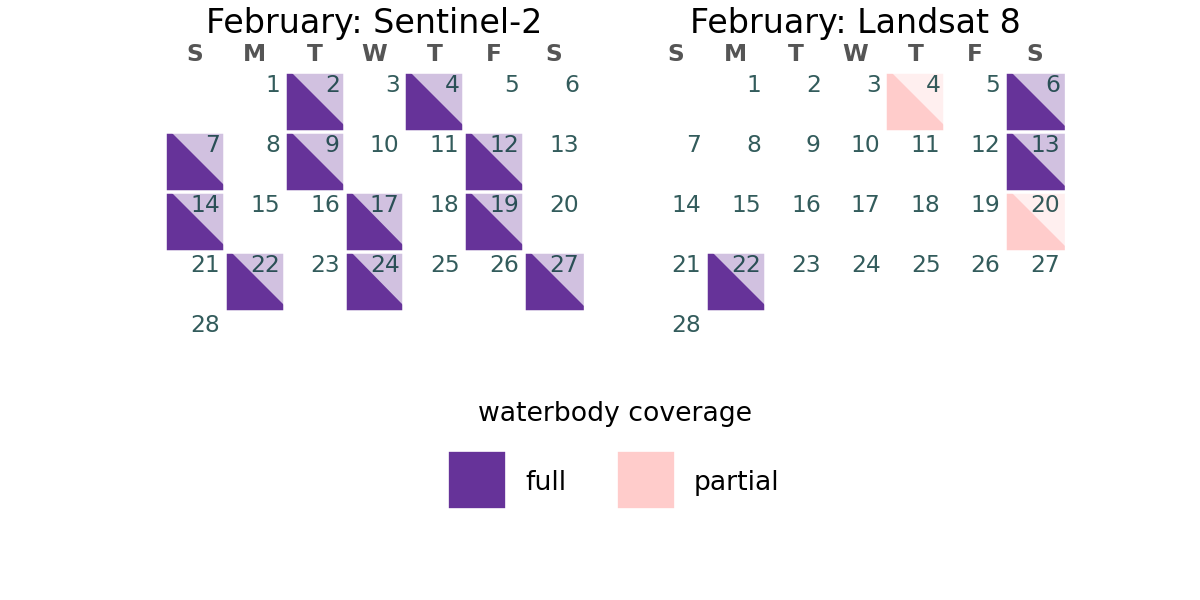 February: Sentinel-2
S M T W T F S
1 2 3 4 5 6
7 8 9 10 11 12 13
14 15 16 17 18 19 20
21 22 23 24 25 26 27
28
February: Landsat 8
S M T W T F S
1 2 3 4 5 6
7 8 9 10 11 12 13
14 15 16 17 18 19 20
21 22 23 24 25 26 27
28
waterbody coverage
full
partial